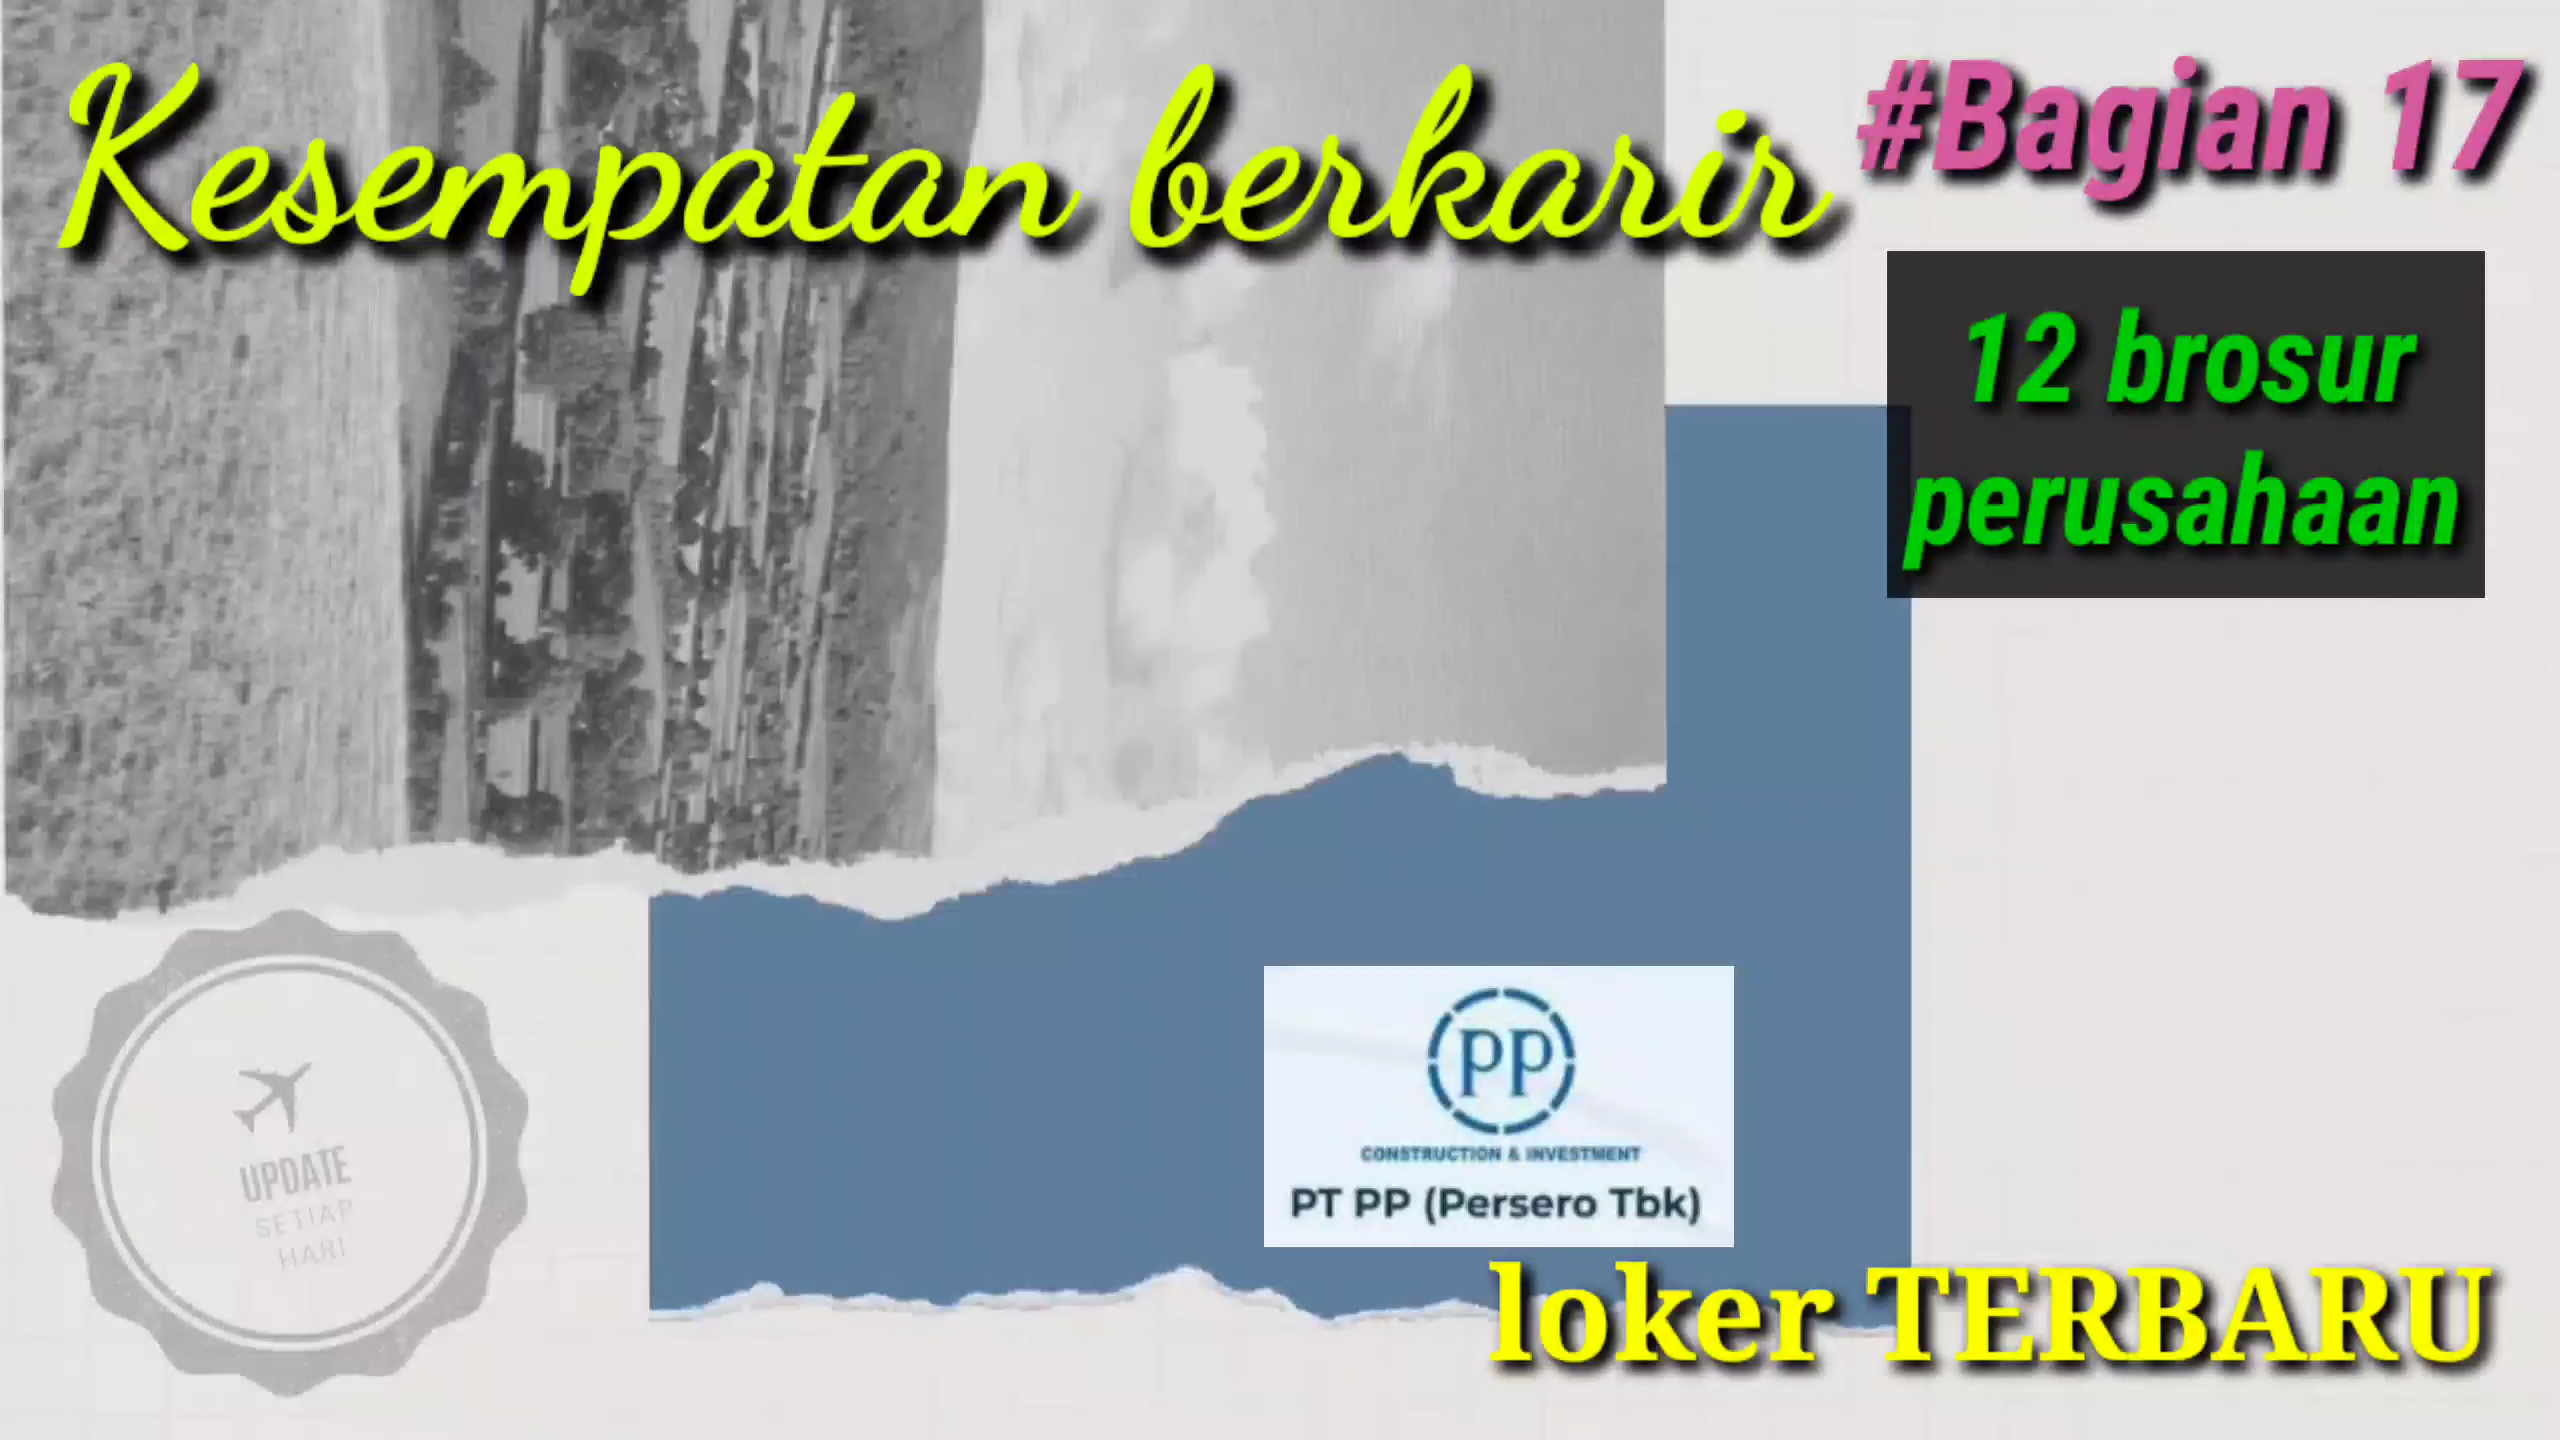 Kesempatan berkarir
#Bagian 17
12 brosur
perusahaan
UPDATE
SETIAP
HARI
PP
CONSTRUCTION & INVESTMENT
PT PP (Persero Tbk)
loker TERBARU